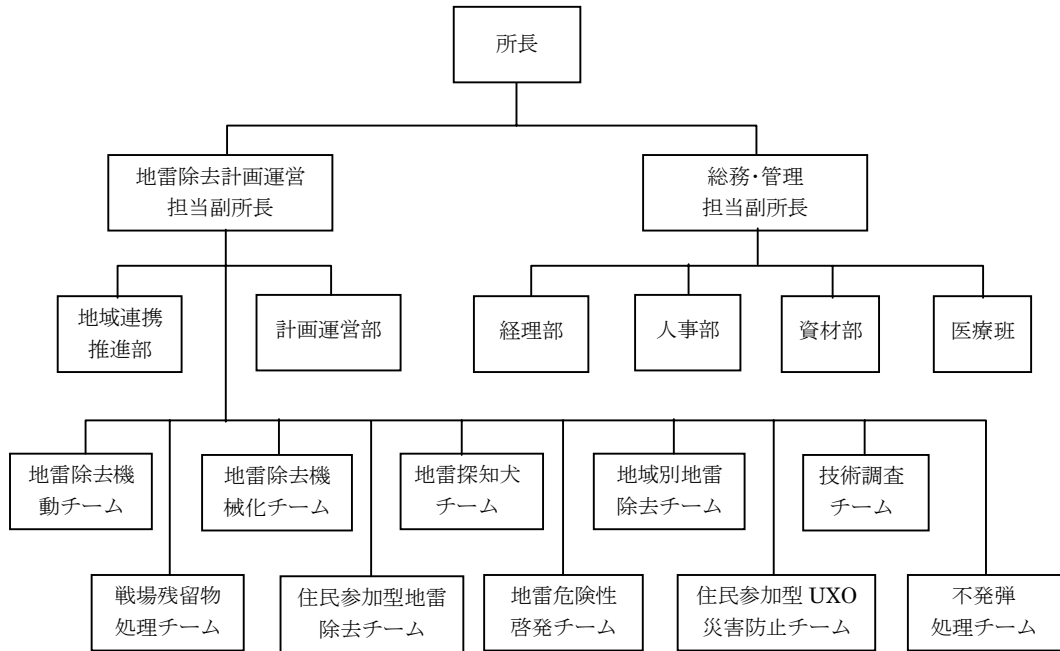 所長
地雷除去計画運営
担当副所長
総務・管理
担当副所長
地域連携
推進部
計画運営部
経理部
人事部
資材部
医療班
地雷除去機
動チーム
地雷除去機
械化チーム
地雷探知犬
チーム
地域別地雷
除去チーム
技術調査
チーム
戦場残留物
処理チーム
住民参加型地雷
除去チーム
地雷危険性
啓発チーム
住民参加型 UXO
災害防止チーム
不発弾
処理チーム